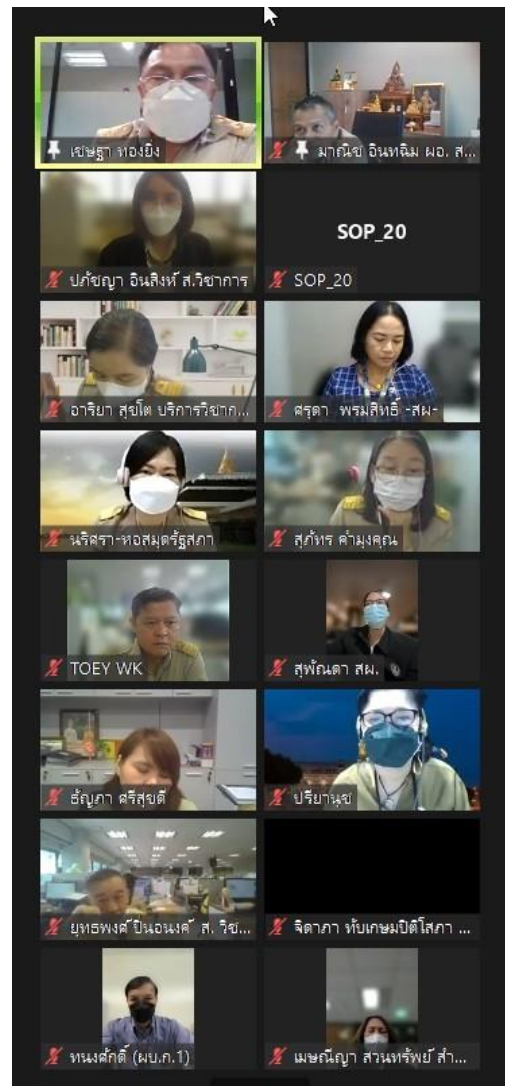 เชษฐา ทองยิ่ง
มาณิช อินทฉิม ผอ. ส...
ปภัชญา อินสิงห์ ส.วิชาการ
SOP_20
SOP_20
อาริยา สุขโต บริการวิชาก...
ศรุดา พรมสิทธิ์ -สผ-
นริศรา-หอสมุดรัฐสภา
สุภัทร คำมุงคุณ
TOEY WK
สุพัณดา สผ.
ธัญภา ศรีสุขดี
ปรียานุช
ยุทธพงศ์ ปิ่นอนงค์ ส. วิช...
จิดาภา ทับเกษมปิติโสภา ...
ทนงศักดิ์ (ผบ.ก.1)
เมษณีญา สวนทรัพย์ สำ...